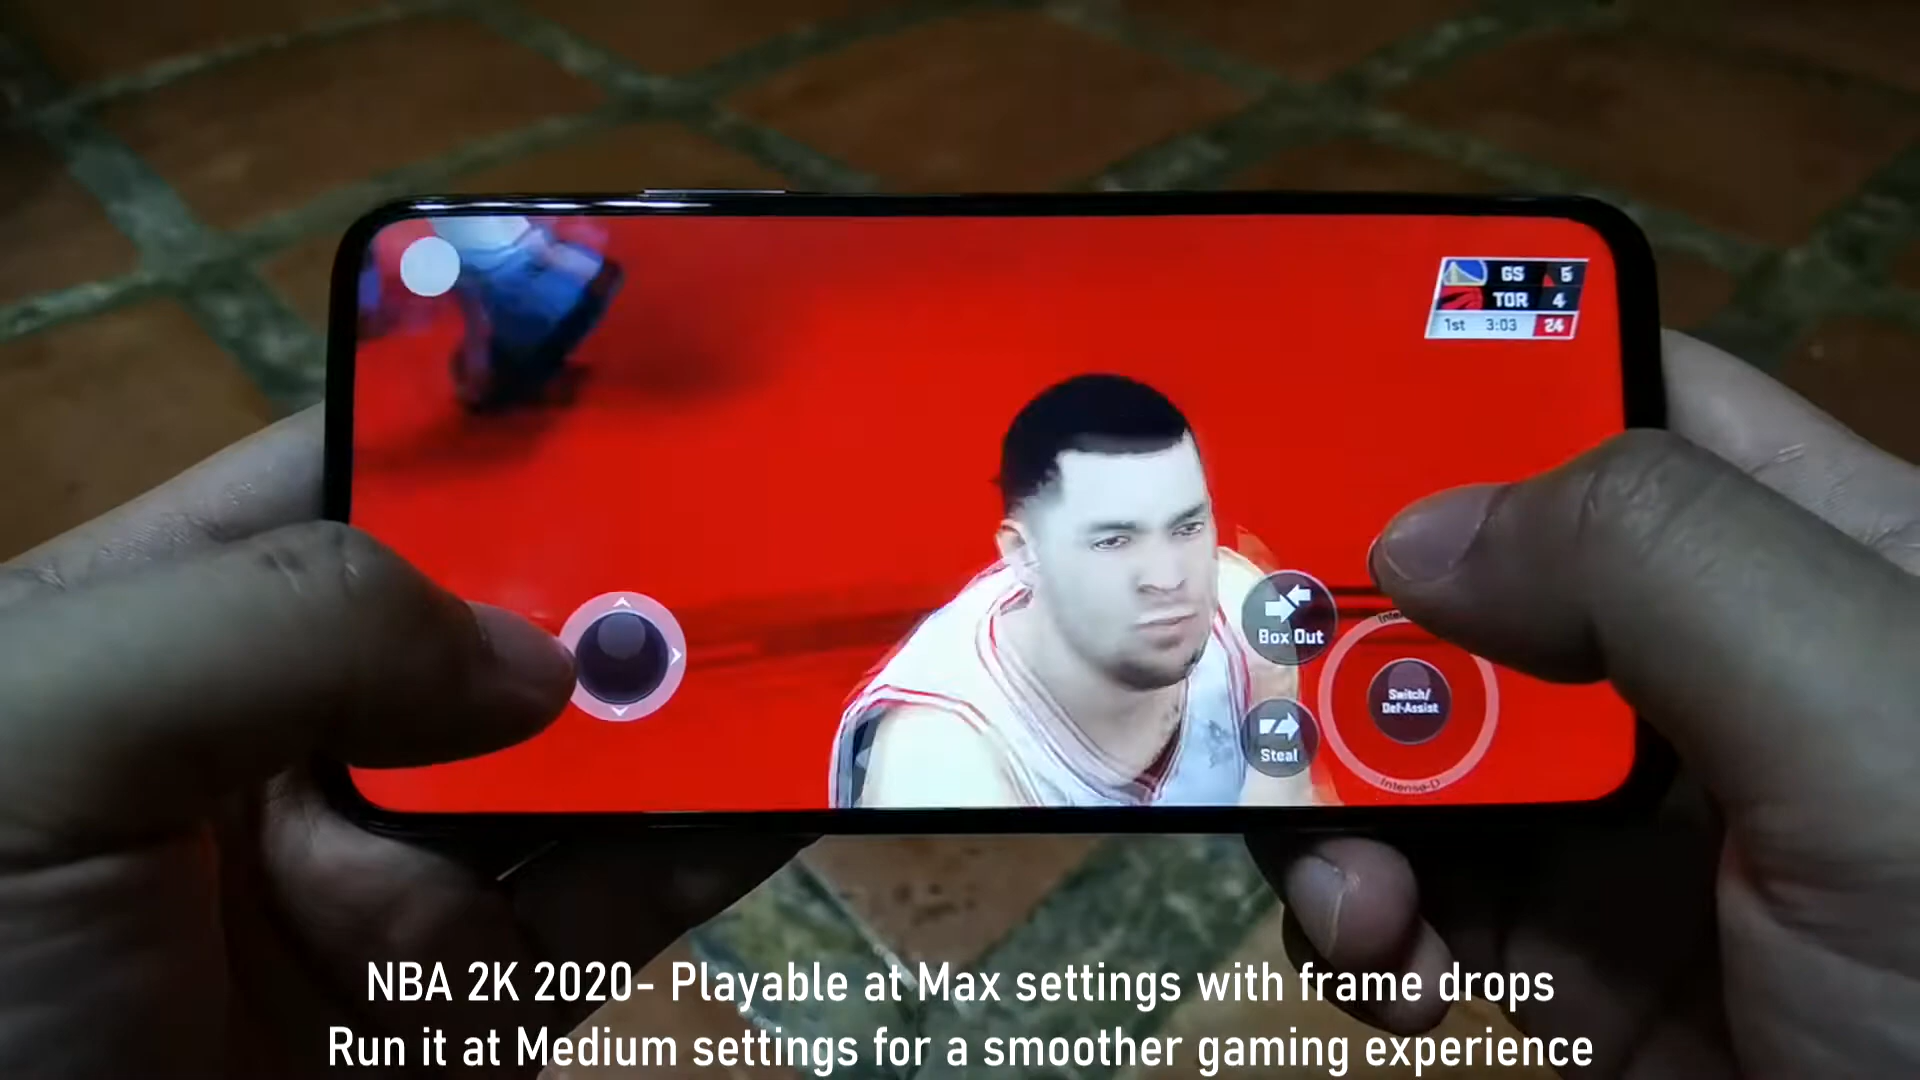 GS 5
TOR 4
1st 3:03 24
Box Out
Switch/
Def-Assist
Steal
Intense-D
NBA 2K 2020- Playable at Max settings with frame drops
Run it at Medium settings for a smoother gaming experience